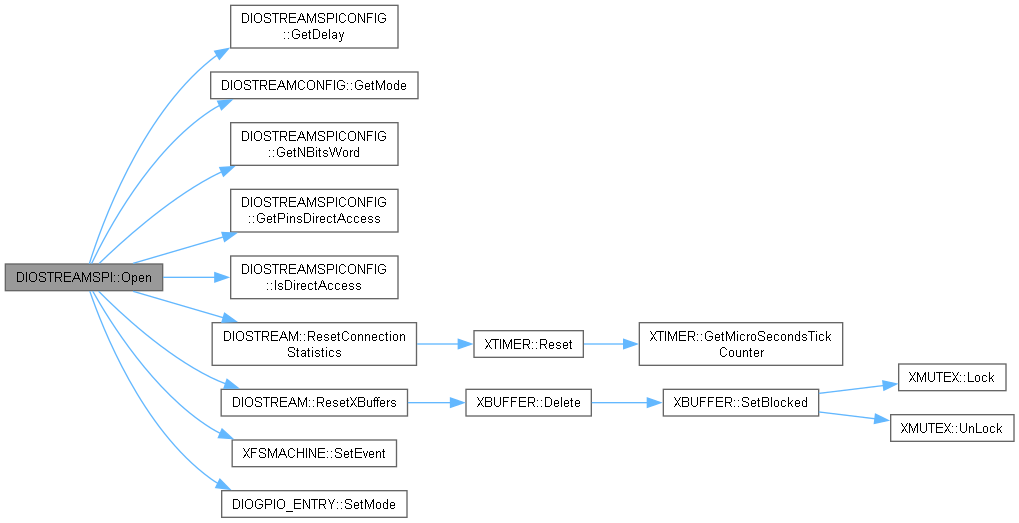 DIOSTREAMSPICONFIG
::GetDelay
DIOSTREAMCONFIG::GetMode
DIOSTREAMSPICONFIG
::GetNBitsWord
DIOSTREAMSPICONFIG
::GetPinsDirectAccess
DIOSTREAMSPI::Open
DIOSTREAMSPICONFIG
::IsDirectAccess
DIOSTREAM::ResetConnection
Statistics
XTIMER::Reset
XTIMER::GetMicroSecondsTick
Counter
DIOSTREAM::ResetXBuffers
XBUFFER::Delete
XBUFFER::SetBlocked
XMUTEX::Lock
XMUTEX::UnLock
XFSMACHINE::SetEvent
DIOGPIO_ENTRY::SetMode